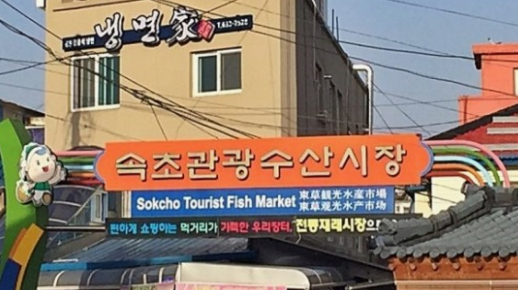 냉면家
속초관광수산시장
Sokcho Tourist Fish Market
東草観光水産市場
東草观光水产市场
편하게 쇼핑하는 먹거리가 가득한 우리장터, 전통재래시장으